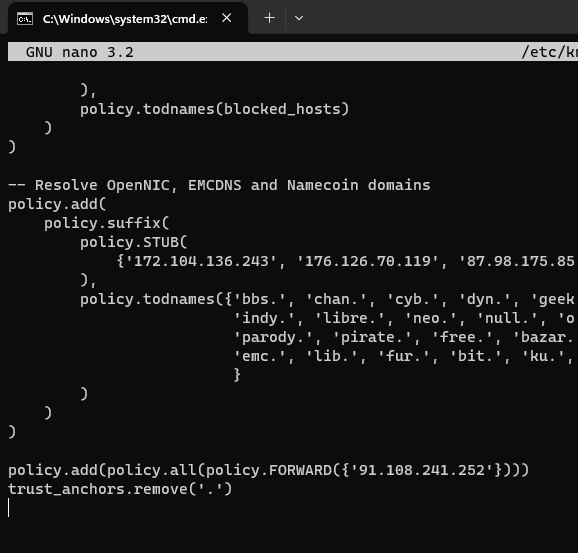 C:\Windows\system32\cmd.e
GNU nano 3.2 /etc/k
),
policy.todnames(blocked_hosts)
)
)
-- Resolve OpenNIC, EMCDNS and Namecoin domains
policy.add(
policy.suffix(
policy.STUB(
{'172.104.136.243', '176.126.70.119', '87.98.175.85
),
policy.todnames({'bbs.', 'chan.', 'cyb.', 'dyn.', 'geek
'indy.', 'libre.', 'neo.', 'null.', 'o
'parody.', 'pirate.', 'free.', 'bazar.
'emc.', 'lib.', 'fur.', 'bit.', 'ku.',
}
)
)
)
policy.add(policy.all(policy.FORWARD({'91.108.241.252'})))
trust_anchors.remove('.')